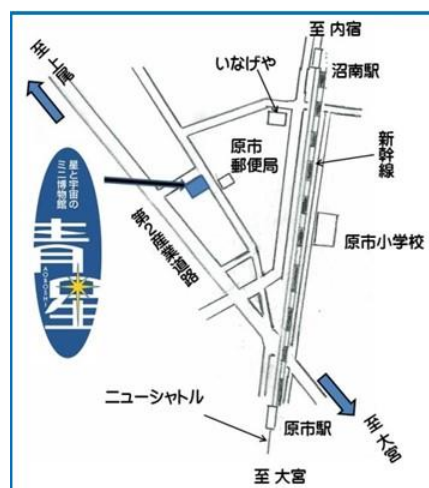 至 内宿
至 上尾
いなげや
沼南駅
新幹線
原市
郵便局
星と宇宙の
ミニ博物館
青星
AOBOSHI
第2産業道路
原市小学校
ニューシャトル
原市駅
至 大宮
至 大宮